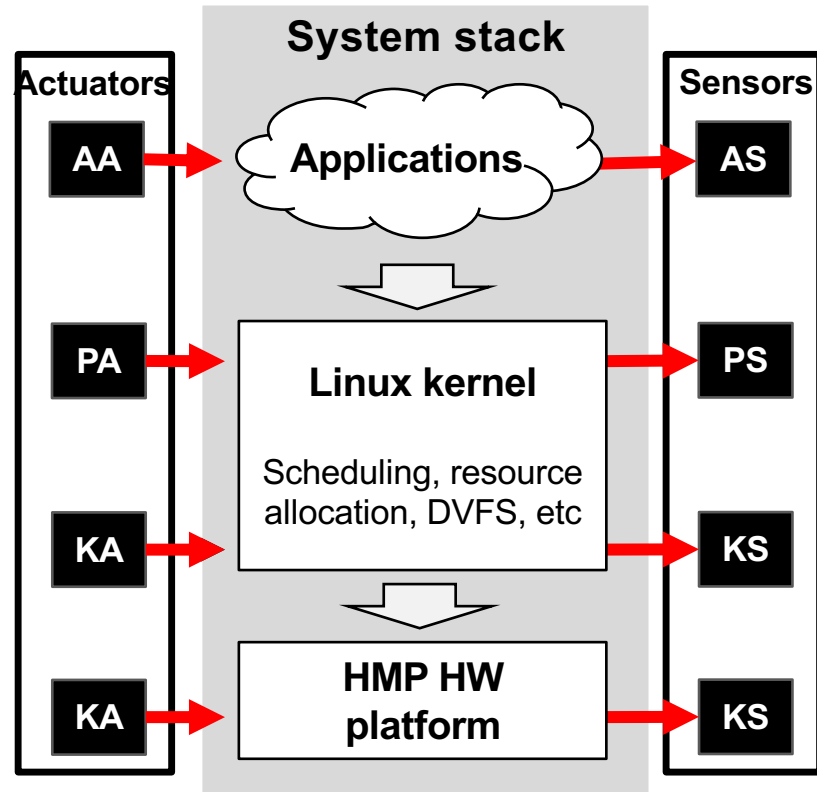 System stack
Actuators
Sensors
AA
Applications
AS
PA
Linux kernel
PS
Scheduling, resource
allocation, DVFS, etc
KA
KS
HMP HW
platform
KA
KS